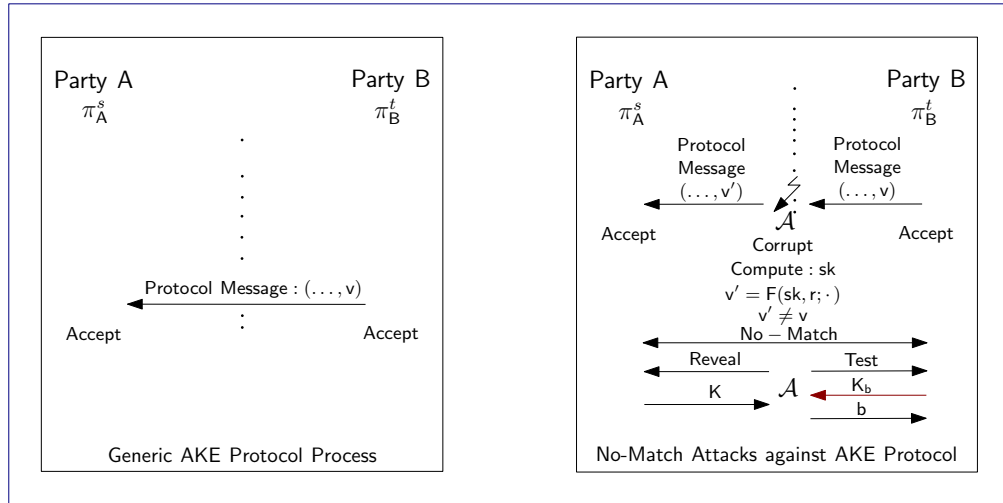 Party A
Party B
π_A^s
π_B^t
Protocol Message : (. . . , v)
Accept
Accept
Generic AKE Protocol Process
Party A
Party B
π_A^s
π_B^t
Protocol
Message
(. . . , v′)
Protocol
Message
(. . . , v)
𝒜
Accept
Accept
Corrupt
Compute : sk
v′ = F(sk, r; ·)
v′ ≠ v
No − Match
Reveal
Test
K
𝒜
K_b
b
No-Match Attacks against AKE Protocol